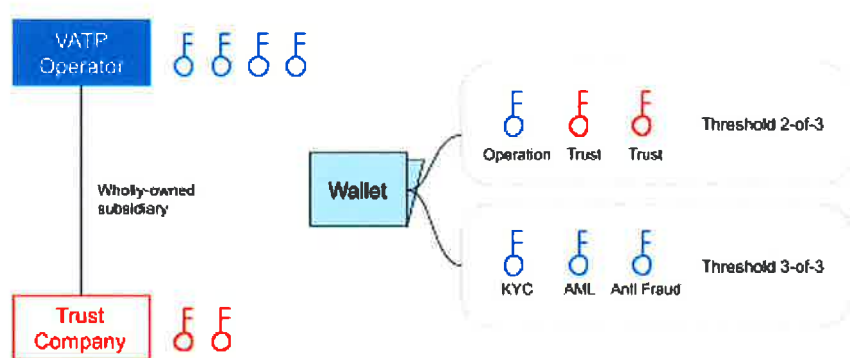 VATP
Operator
Wholly-owned
subsidiary
Trust
Company
Wallet
Operation Trust Trust
Threshold 2-of-3
KYC AML Anti Fraud
Threshold 3-of-3